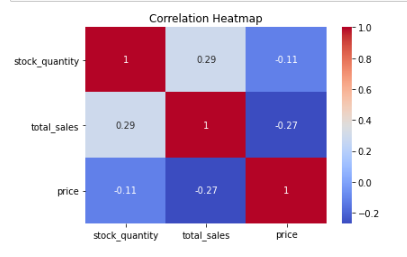 Correlation Heatmap
stock_quantity
1
0.29
-0.11
total_sales
0.29
1
-0.27
price
-0.11
-0.27
1
stock_quantity
total_sales
price
1.0
0.8
0.6
0.4
0.2
0.0
−0.2